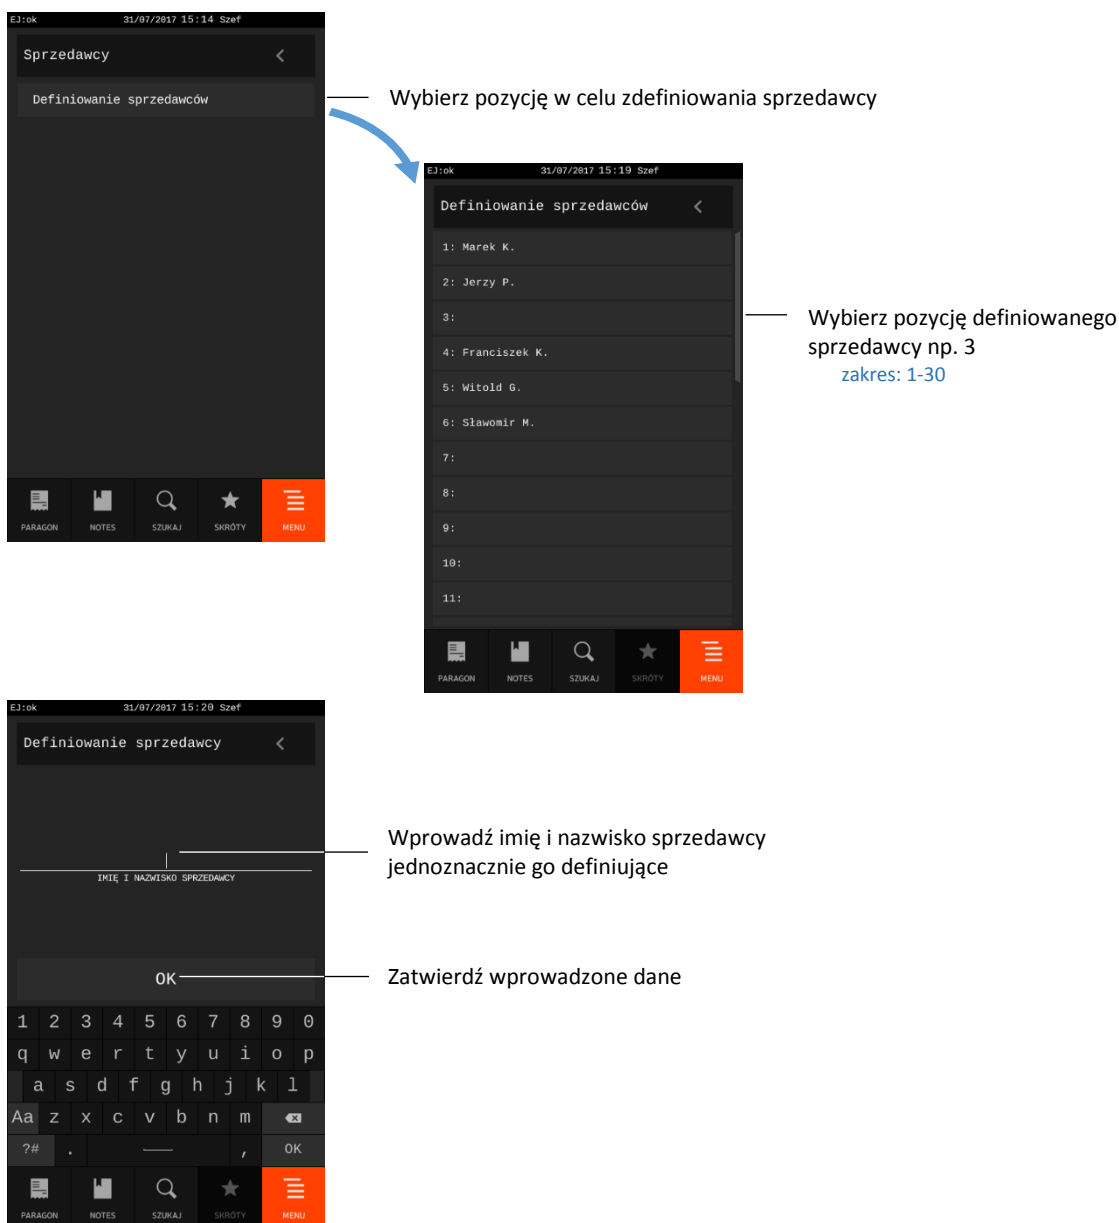 EJ:ok 31/07/2017 15:14 Szef
Sprzedawcy <
Definiowanie sprzedawców
Wybierz pozycję w celu zdefiniowania sprzedawcy
PARAGON NOTES SZUKAJ SKRÓTY MENU
EJ:ok 31/07/2017 15:19 Szef
Definiowanie sprzedawców <
1: Marek K.
2: Jerzy P.
3:
4: Franciszek K.
5: Witold G.
6: Sławomir M.
7:
8:
9:
10:
11:
Wybierz pozycję definiowanego
sprzedawcy np. 3
zakres: 1-30
PARAGON NOTES SZUKAJ SKRÓTY MENU
EJ:ok 31/07/2017 15:20 Szef
Definiowanie sprzedawcy <
IMIĘ I NAZWISKO SPRZEDAWCY
Wprowadź imię i nazwisko sprzedawcy
jednoznacznie go definiujące
OK
Zatwierdź wprowadzone dane
1 2 3 4 5 6 7 8 9 0
q w e r t y u i o p
a s d f g h j k l
Aa z x c v b n m
?# . , OK
PARAGON NOTES SZUKAJ SKRÓTY MENU